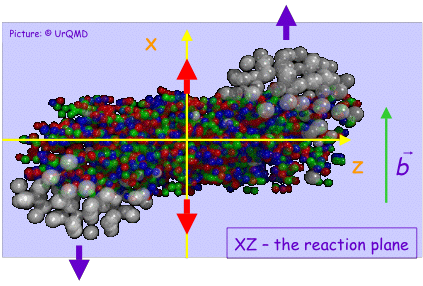 Picture: © UrQMD
x
z
b⃗
XZ – the reaction plane